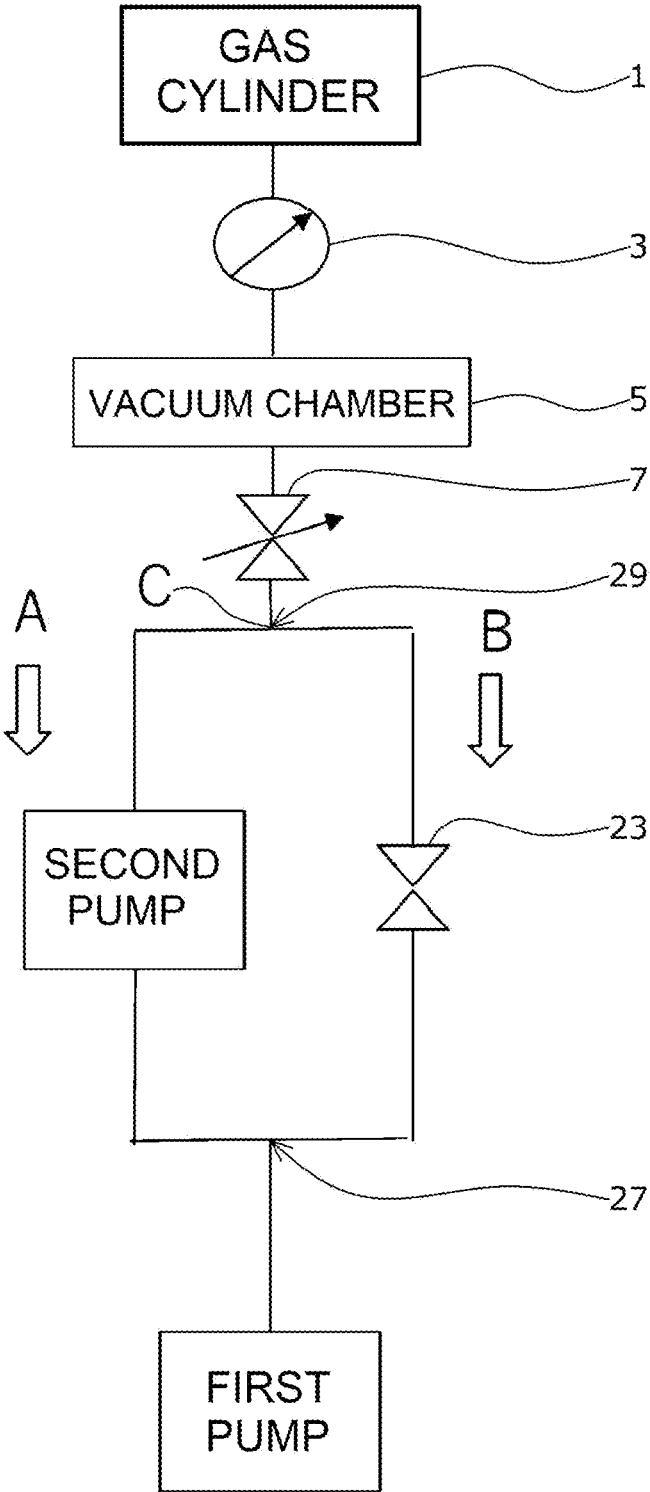 GAS
CYLINDER
1
3
VACUUM CHAMBER
5
7
C
29
A
B
23
SECOND
PUMP
27
FIRST
PUMP